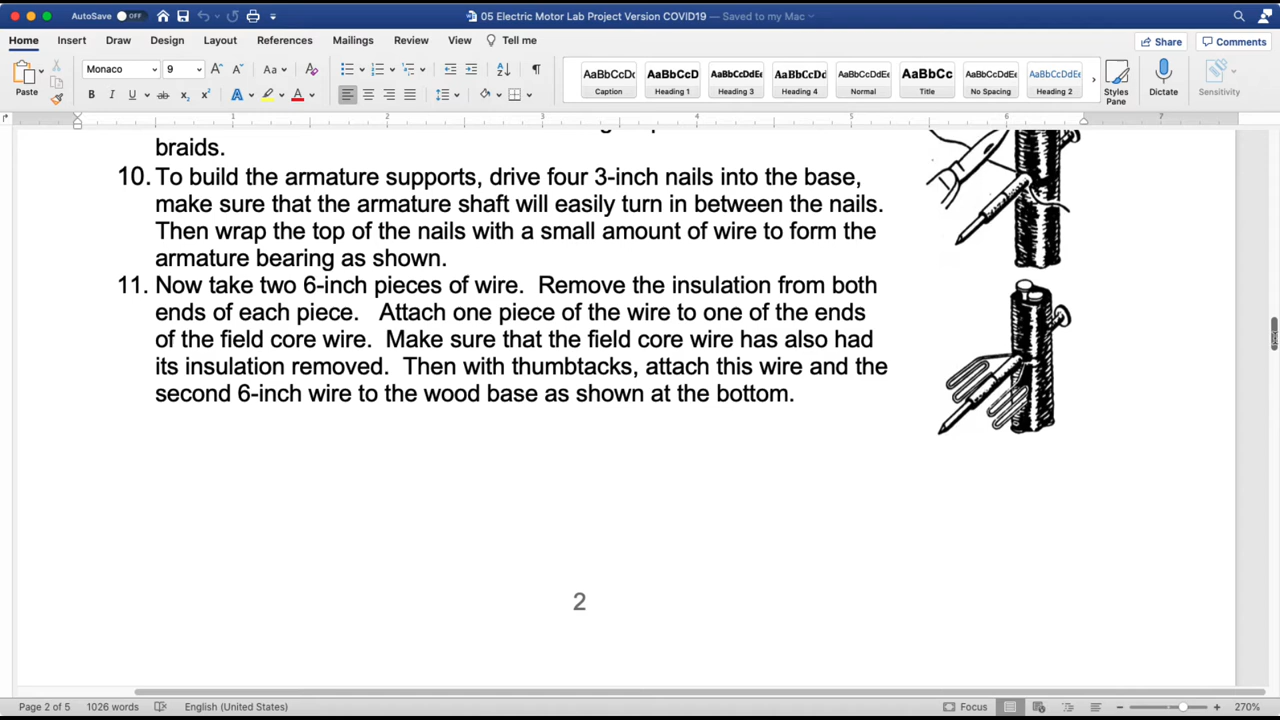 AutoSave OFF 05 Electric Motor Lab Project Version COVID19 — Saved to my Mac
Home Insert Draw Design Layout References Mailings Review View Tell me Share Comments
Paste Monaco 9 AaBbCcDc AaBbCcD AaBbCcDdEe AaBbCcDd AaBbCcDdEe AaBbCc AaBbCcDdEe AaBbCcDdEe
Caption Heading 1 Heading 3 Heading 4 Normal Title No Spacing Heading 2 Styles Pane Dictate Sensitivity
1 2 3 4 5 6 7
braids.
10. To build the armature supports, drive four 3-inch nails into the base,
make sure that the armature shaft will easily turn in between the nails.
Then wrap the top of the nails with a small amount of wire to form the
armature bearing as shown.
11. Now take two 6-inch pieces of wire. Remove the insulation from both
ends of each piece. Attach one piece of the wire to one of the ends
of the field core wire. Make sure that the field core wire has also had
its insulation removed. Then with thumbtacks, attach this wire and the
second 6-inch wire to the wood base as shown at the bottom.
2
Page 2 of 5 1026 words English (United States) Focus 270%